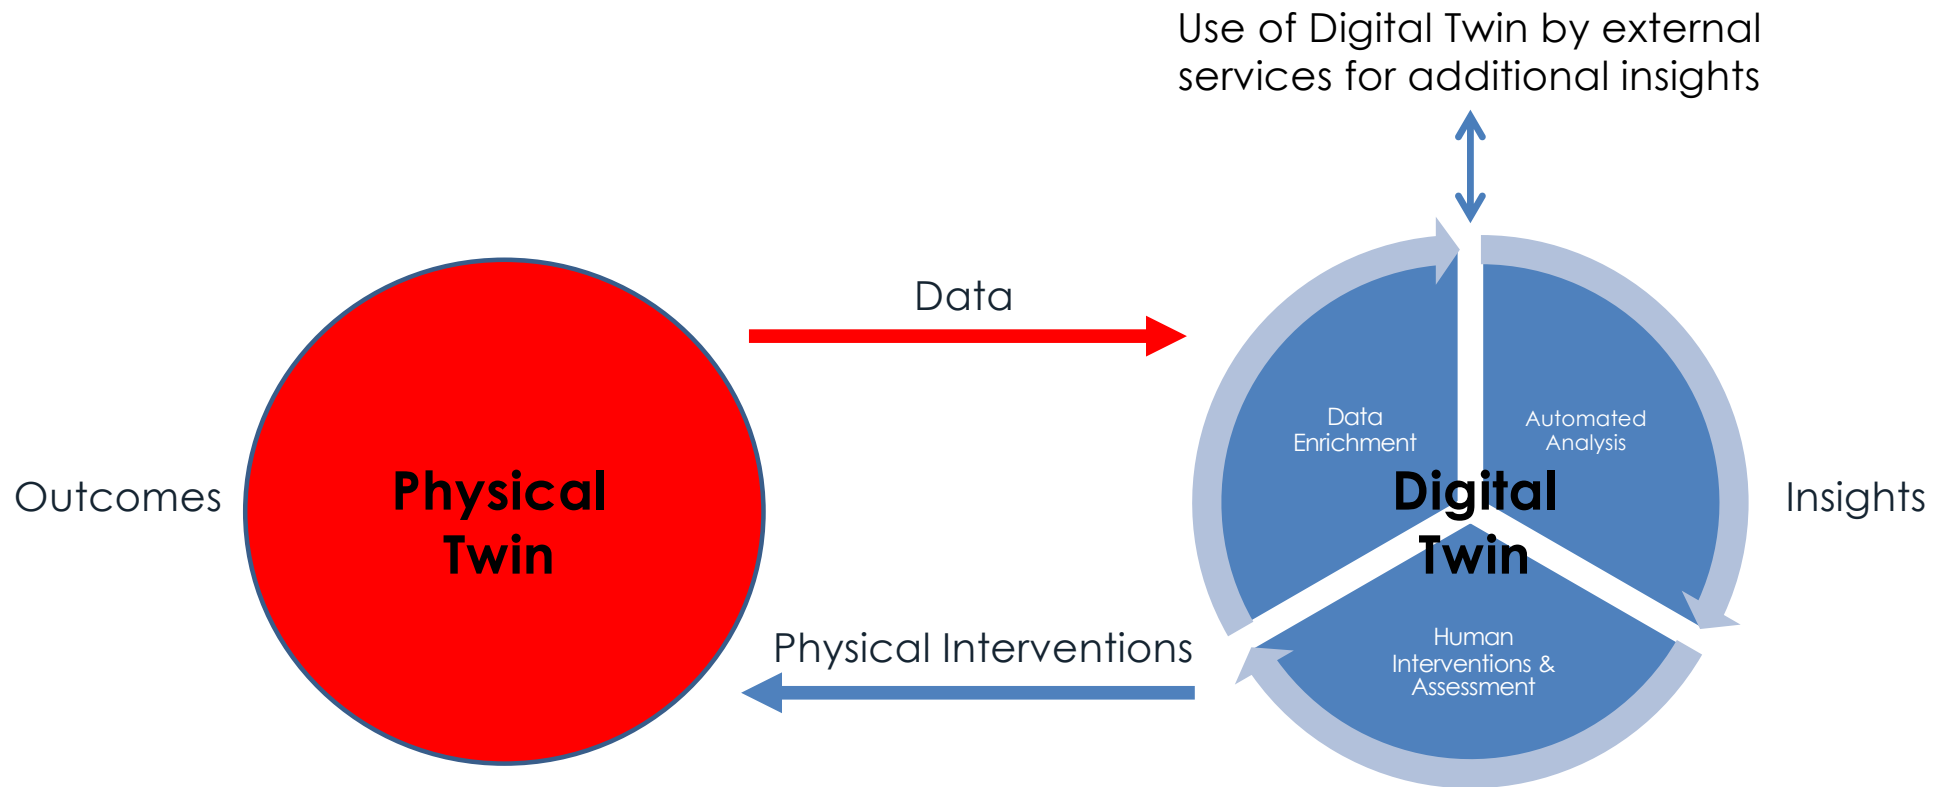 Use of Digital Twin by external
services for additional insights
Data
Data
Enrichment
Automated
Analysis
Outcomes
Physical
Twin
Digital
Twin
Insights
Physical Interventions
Human
Interventions &
Assessment